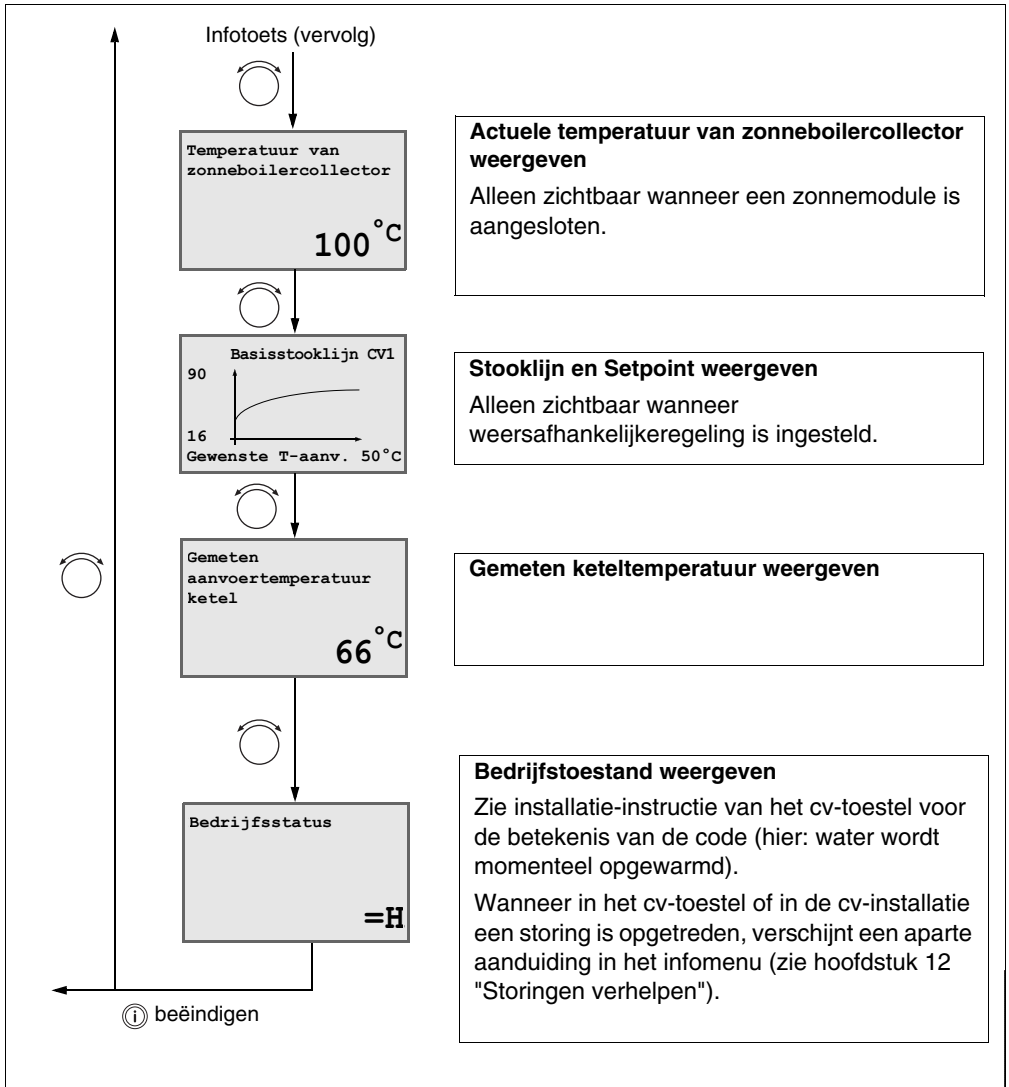 Infotoets (vervolg)
Temperatuur van
zonneboilercollector
100°C
Actuele temperatuur van zonneboilercollector
weergeven
Alleen zichtbaar wanneer een zonnemodule is
aangesloten.
Basisstooklijn CV1
90
16
Gewenste T-aanv. 50°C
Stooklijn en Setpoint weergeven
Alleen zichtbaar wanneer
weersafhankelijkeregeling is ingesteld.
Gemeten
aanvoertemperatuur
ketel
66°C
Gemeten keteltemperatuur weergeven
Bedrijfsstatus
=H
Bedrijfstoestand weergeven
Zie installatie-instructie van het cv-toestel voor
de betekenis van de code (hier: water wordt
momenteel opgewarmd).
Wanneer in het cv-toestel of in de cv-installatie
een storing is opgetreden, verschijnt een aparte
aanduiding in het infomenu (zie hoofdstuk 12
"Storingen verhelpen").
i beëindigen